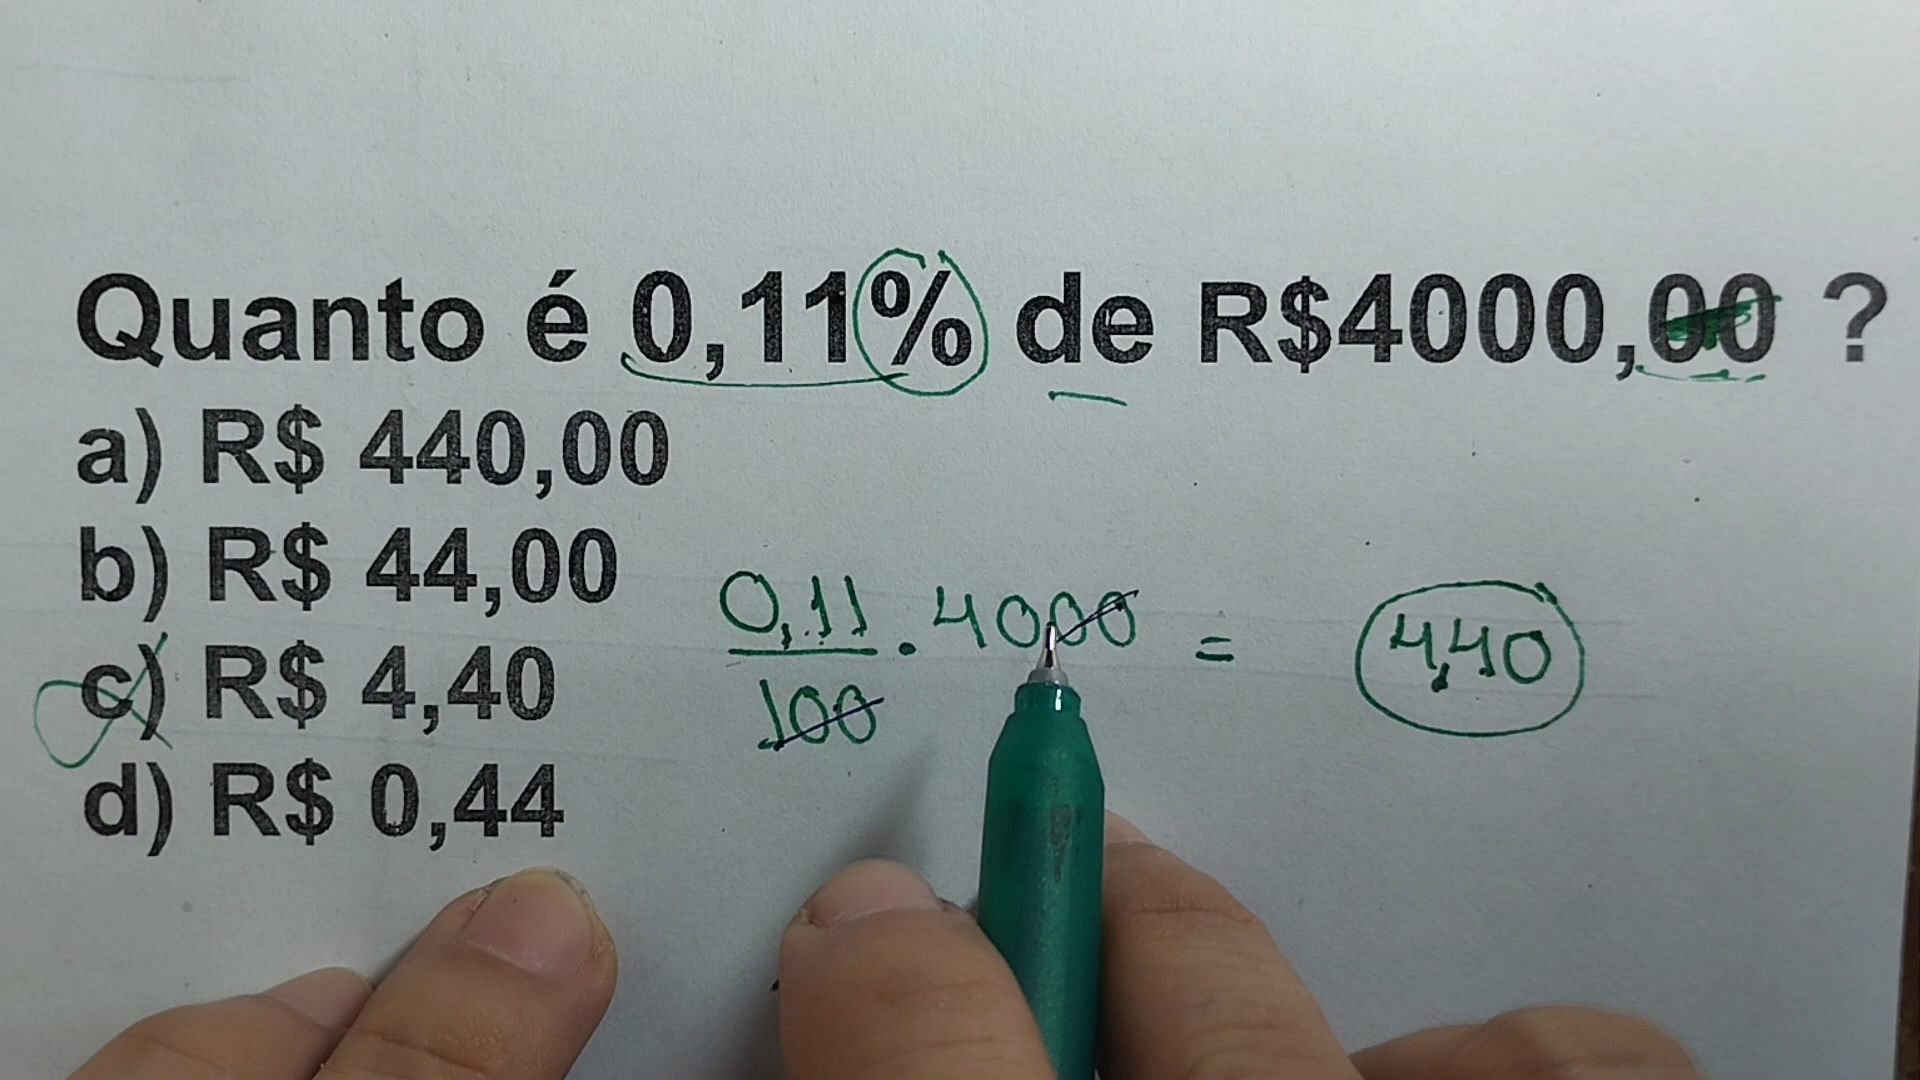 Quanto é 0,11% de R$4000,00 ?
a) R$ 440,00
b) R$ 44,00
c) R$ 4,40
d) R$ 0,44
0,11 . 4000 = 4,40
100